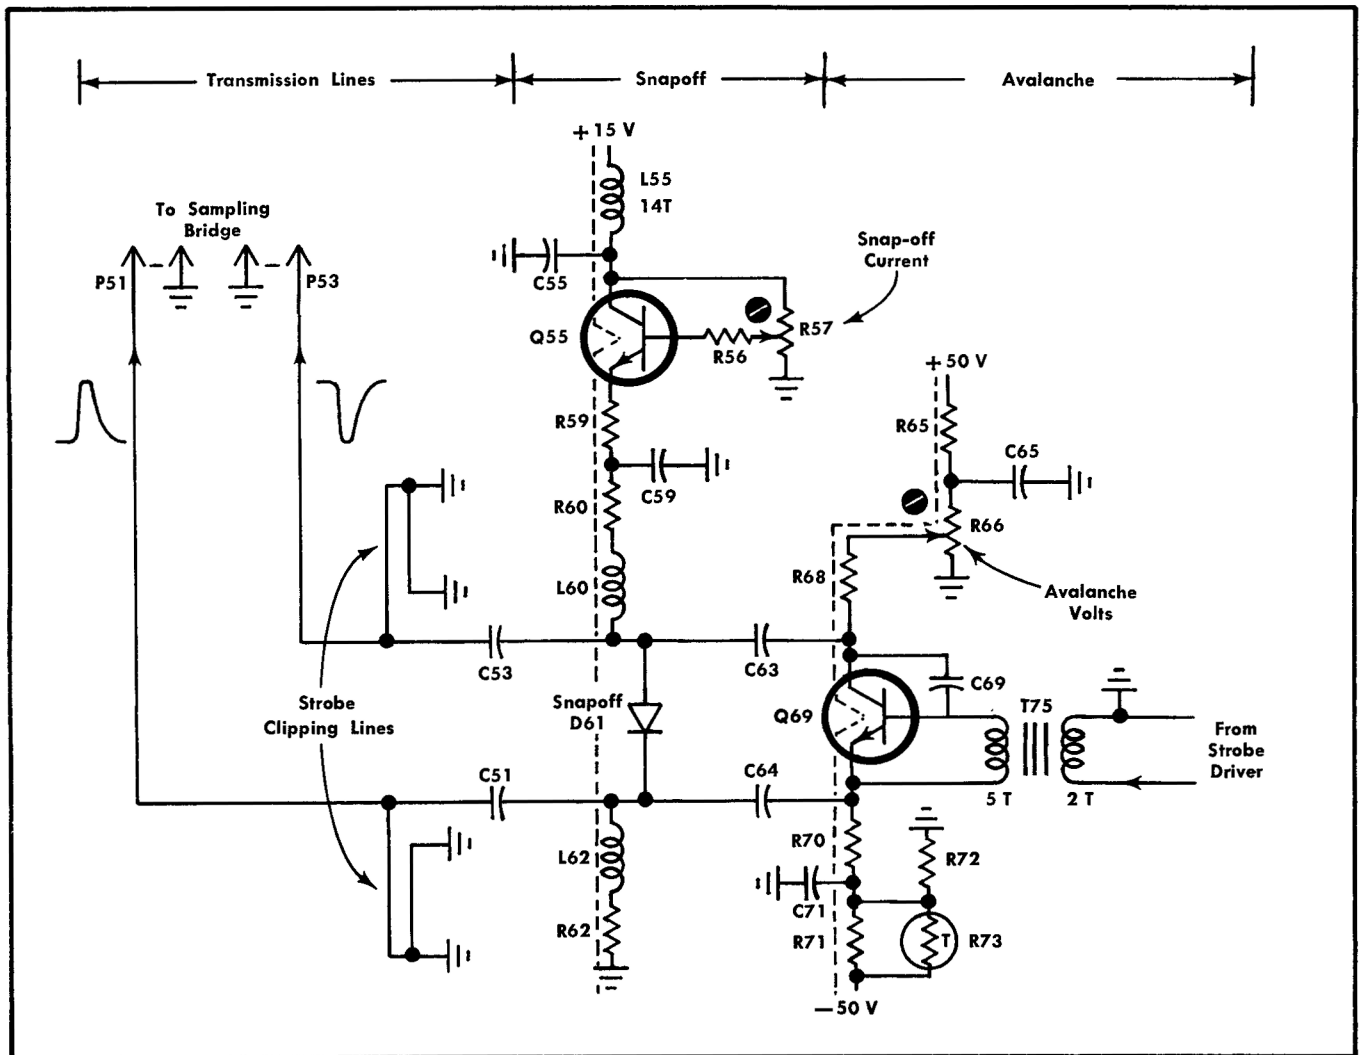 Transmission Lines
Snapoff
Avalanche
+ 15 V
L55
14T
To Sampling
Bridge
Snap-off
Current
P51
P53
C55
Q55
R56
R57
+ 50 V
R59
R65
C65
C59
R60
R66
R68
L60
Avalanche
Volts
C53
C63
C69
Snapoff
D61
Q69
T75
Strobe
Clipping Lines
From
Strobe
Driver
C51
C64
5 T
2 T
R70
R72
L62
C71
R62
R71
T
R73
— 50 V